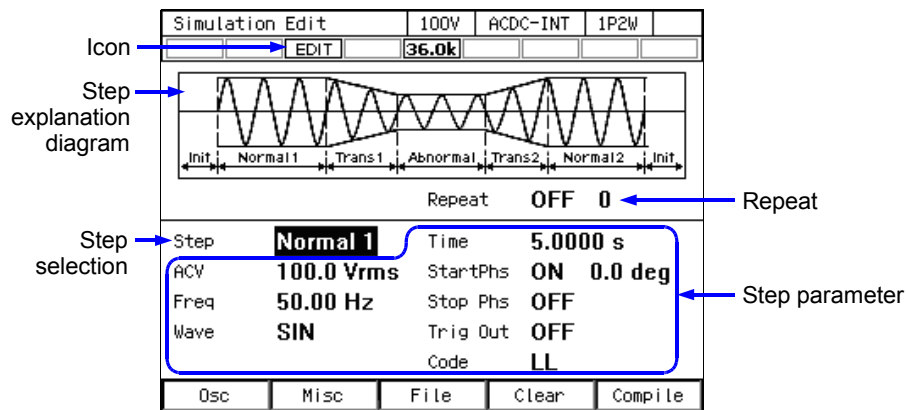 Simulation Edit 100V ACDC-INT 1P2W
Icon EDIT 36.0k
Step explanation diagram
Init Normal1 Trans1 Abnormal Trans2 Normal2 Init
Repeat OFF 0 Repeat
Step selection
Step Normal 1 Time 5.0000 s
ACV 100.0 Vrms StartPhs ON 0.0 deg
Freq 50.00 Hz Stop Phs OFF
Step parameter
Wave SIN Trig Out OFF
Code LL
Osc Misc File Clear Compile